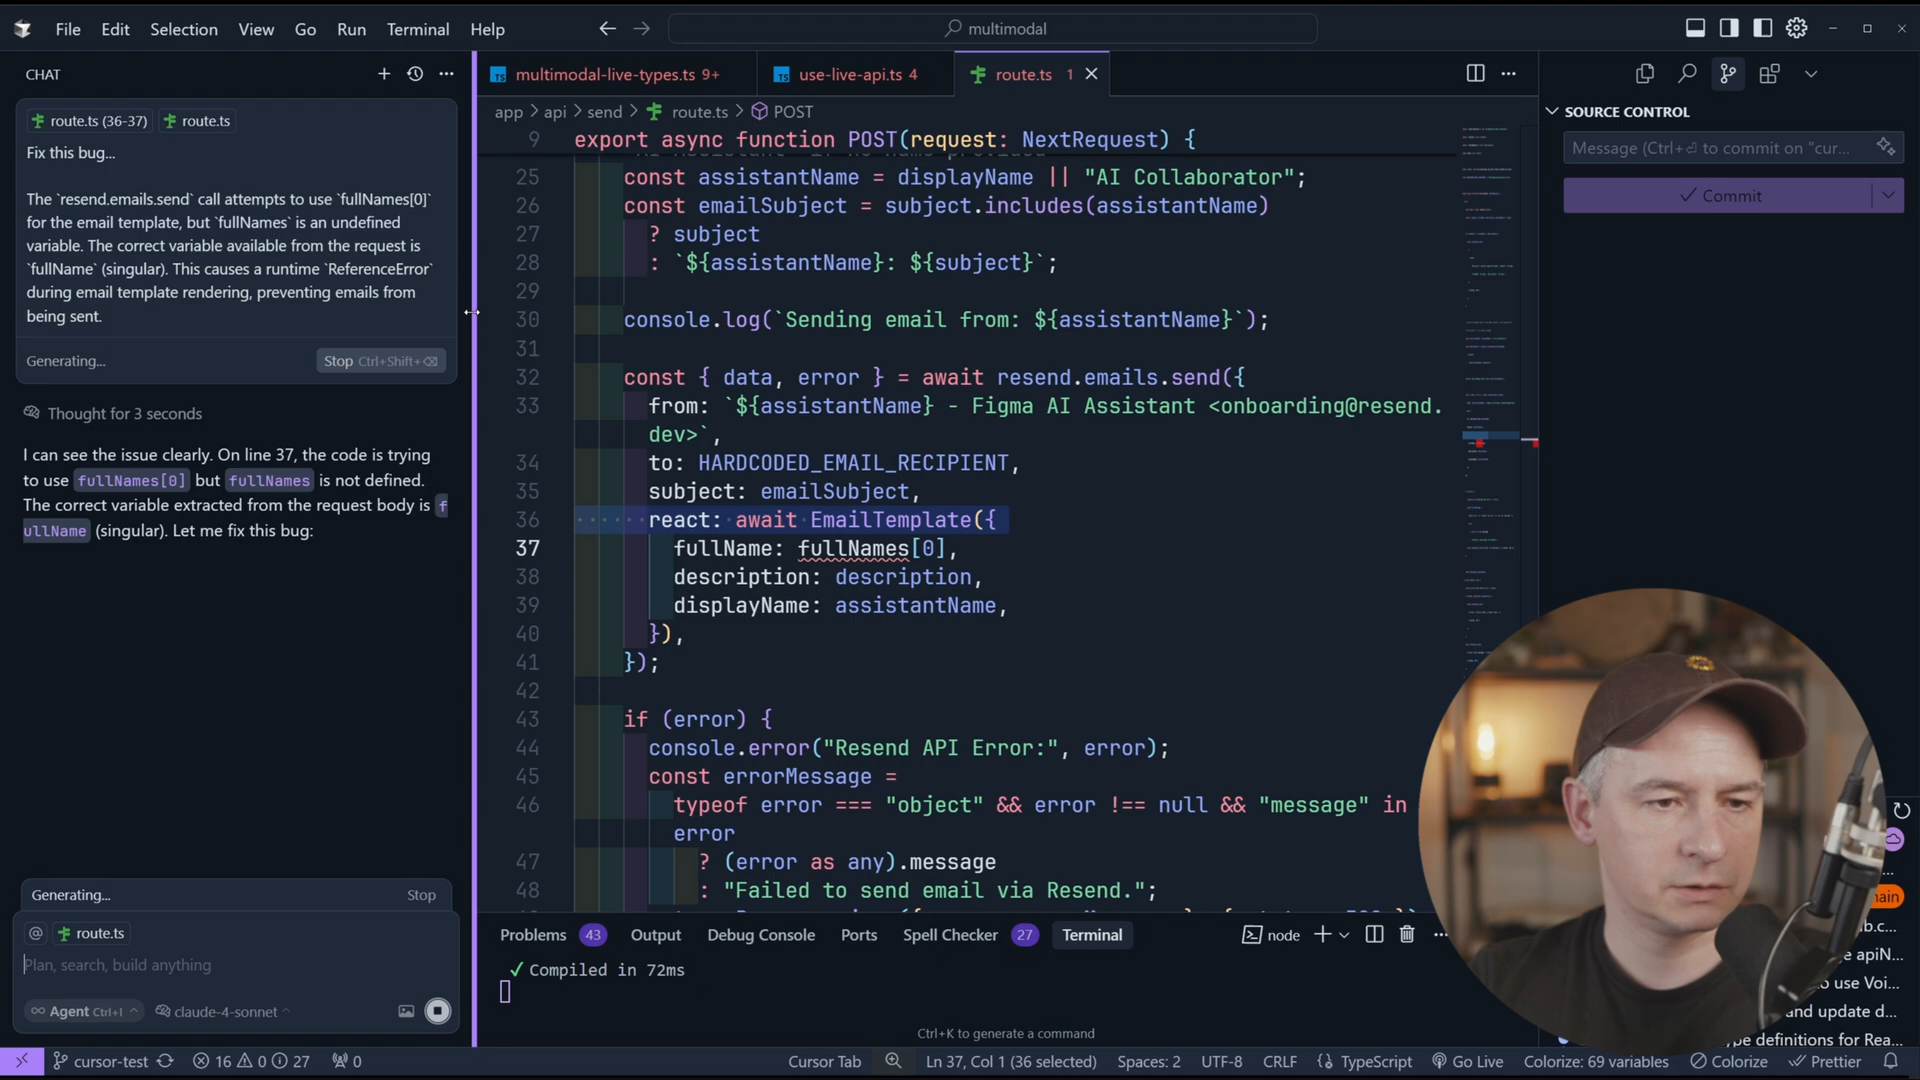 File Edit Selection View Go Run Terminal Help
multimodal
CHAT
route.ts (36-37) route.ts
Fix this bug...
The `resend.emails.send` call attempts to use `fullNames[0]`
for the email template, but `fullNames` is an undefined
variable. The correct variable available from the request is
`fullName` (singular). This causes a runtime `ReferenceError`
during email template rendering, preventing emails from
being sent.
Generating...
Stop Ctrl+Shift+⌫
Thought for 3 seconds
I can see the issue clearly. On line 37, the code is trying
to use fullNames[0] but fullNames is not defined.
The correct variable extracted from the request body is f
ullName (singular). Let me fix this bug:
Generating... Stop
@ route.ts
Plan, search, build anything
∞ Agent Ctrl+I ^ claude-4-sonnet ^
multimodal-live-types.ts 9+ use-live-api.ts 4 route.ts 1
app > api > send > route.ts > POST
9 export async function POST(request: NextRequest) {
25 const assistantName = displayName || "AI Collaborator";
26 const emailSubject = subject.includes(assistantName)
27 ? subject
28 : `${assistantName}: ${subject}`;
29
30 console.log(`Sending email from: ${assistantName}`);
31
32 const { data, error } = await resend.emails.send({
33 from: `${assistantName} - Figma AI Assistant <onboarding@resend.
dev>`,
34 to: HARDCODED_EMAIL_RECIPIENT,
35 subject: emailSubject,
36 react: await EmailTemplate({
37 fullName: fullNames[0],
38 description: description,
39 displayName: assistantName,
40 }),
41 });
42
43 if (error) {
44 console.error("Resend API Error:", error);
45 const errorMessage =
46 typeof error === "object" && error !== null && "message" in
error
47 ? (error as any).message
48 : "Failed to send email via Resend.";
Problems 43 Output Debug Console Ports Spell Checker 27 Terminal
node
✓ Compiled in 72ms
Ctrl+K to generate a command
SOURCE CONTROL
Message (Ctrl+⏎ to commit on "cur...
✓ Commit
ain
b.c...
e apiN...
o use Voi...
and update d...
ype definitions for Rea...
cursor-test 16 0 27 0
Cursor Tab Ln 37, Col 1 (36 selected) Spaces: 2 UTF-8 CRLF {} TypeScript Go Live Colorize: 69 variables Colorize Prettier